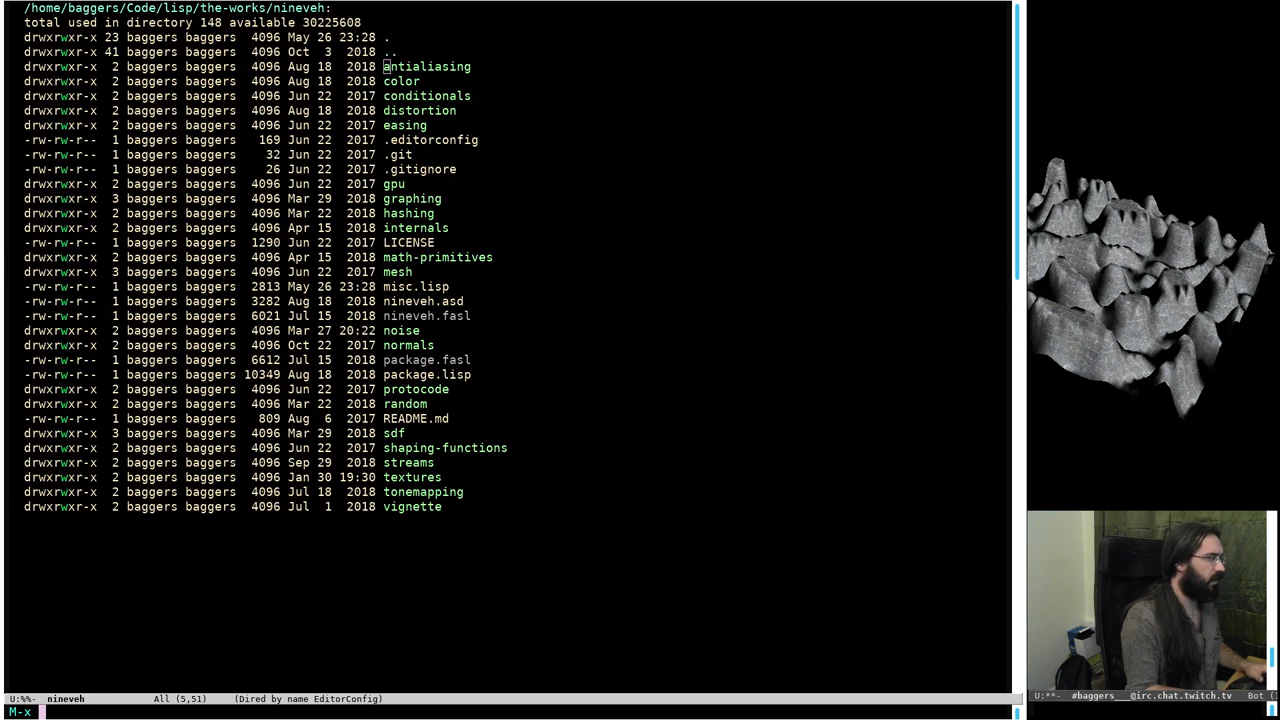 /home/baggers/Code/lisp/the-works/nineveh:
total used in directory 148 available 30225608
drwxrwxr-x 23 baggers baggers  4096 May 26 23:28 .
drwxrwxr-x 41 baggers baggers  4096 Oct  3  2018 ..
drwxrwxr-x  2 baggers baggers  4096 Aug 18  2018 antialiasing
drwxrwxr-x  2 baggers baggers  4096 Aug 18  2018 color
drwxrwxr-x  2 baggers baggers  4096 Jun 22  2017 conditionals
drwxrwxr-x  2 baggers baggers  4096 Aug 18  2018 distortion
drwxrwxr-x  2 baggers baggers  4096 Jun 22  2017 easing
-rw-rw-r--  1 baggers baggers   169 Jun 22  2017 .editorconfig
-rw-rw-r--  1 baggers baggers    32 Jun 22  2017 .git
-rw-rw-r--  1 baggers baggers    26 Jun 22  2017 .gitignore
drwxrwxr-x  2 baggers baggers  4096 Jun 22  2017 gpu
drwxrwxr-x  3 baggers baggers  4096 Mar 29  2018 graphing
drwxrwxr-x  2 baggers baggers  4096 Mar 22  2018 hashing
drwxrwxr-x  2 baggers baggers  4096 Apr 15  2018 internals
-rw-rw-r--  1 baggers baggers  1290 Jun 22  2017 LICENSE
drwxrwxr-x  2 baggers baggers  4096 Apr 15  2018 math-primitives
drwxrwxr-x  3 baggers baggers  4096 Jun 22  2017 mesh
-rw-rw-r--  1 baggers baggers  2813 May 26 23:28 misc.lisp
-rw-rw-r--  1 baggers baggers  3282 Aug 18  2018 nineveh.asd
-rw-rw-r--  1 baggers baggers  6021 Jul 15  2018 nineveh.fasl
drwxrwxr-x  2 baggers baggers  4096 Mar 27 20:22 noise
drwxrwxr-x  2 baggers baggers  4096 Oct 22  2017 normals
-rw-rw-r--  1 baggers baggers  6612 Jul 15  2018 package.fasl
-rw-rw-r--  1 baggers baggers 10349 Aug 18  2018 package.lisp
drwxrwxr-x  2 baggers baggers  4096 Jun 22  2017 protocode
drwxrwxr-x  2 baggers baggers  4096 Mar 22  2018 random
-rw-rw-r--  1 baggers baggers   809 Aug  6  2017 README.md
drwxrwxr-x  3 baggers baggers  4096 Mar 29  2018 sdf
drwxrwxr-x  2 baggers baggers  4096 Jun 22  2017 shaping-functions
drwxrwxr-x  2 baggers baggers  4096 Sep 29  2018 streams
drwxrwxr-x  2 baggers baggers  4096 Jan 30 19:30 textures
drwxrwxr-x  2 baggers baggers  4096 Jul 18  2018 tonemapping
drwxrwxr-x  2 baggers baggers  4096 Jul  1  2018 vignette
U:%%-  nineveh  All (5,51)  (Dired by name EditorConfig)
U:**-  #baggers___@irc.chat.twitch.tv  Bot (
M-x